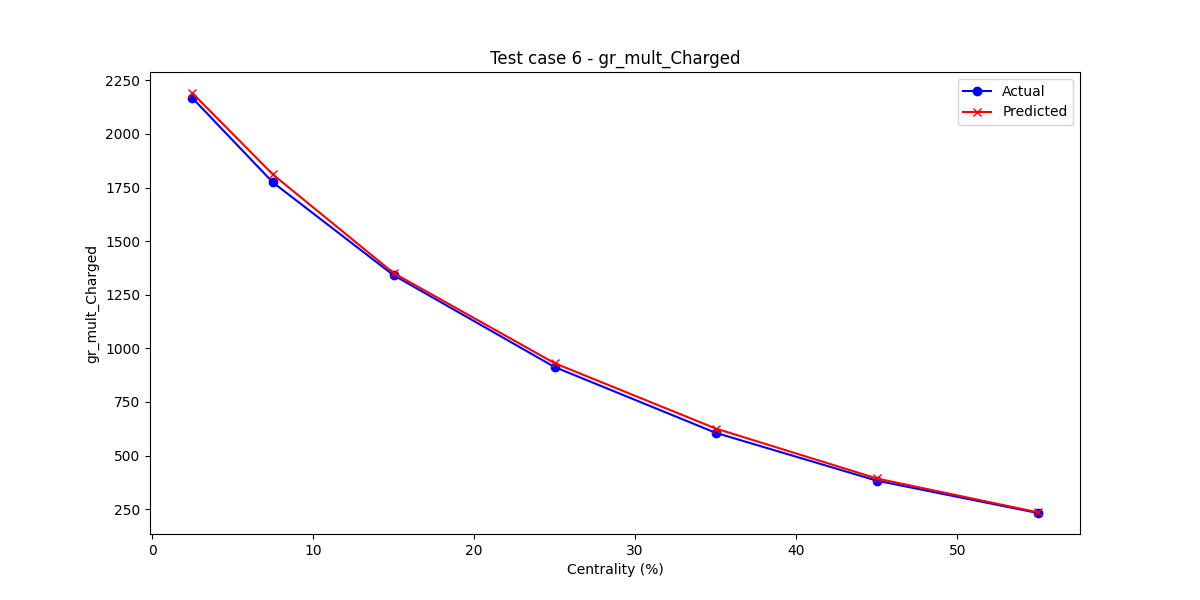 Test case 6 - gr_mult_Charged
Actual
Predicted
gr_mult_Charged
2250
2000
1750
1500
1250
1000
750
500
250
0 10 20 30 40 50
Centrality (%)